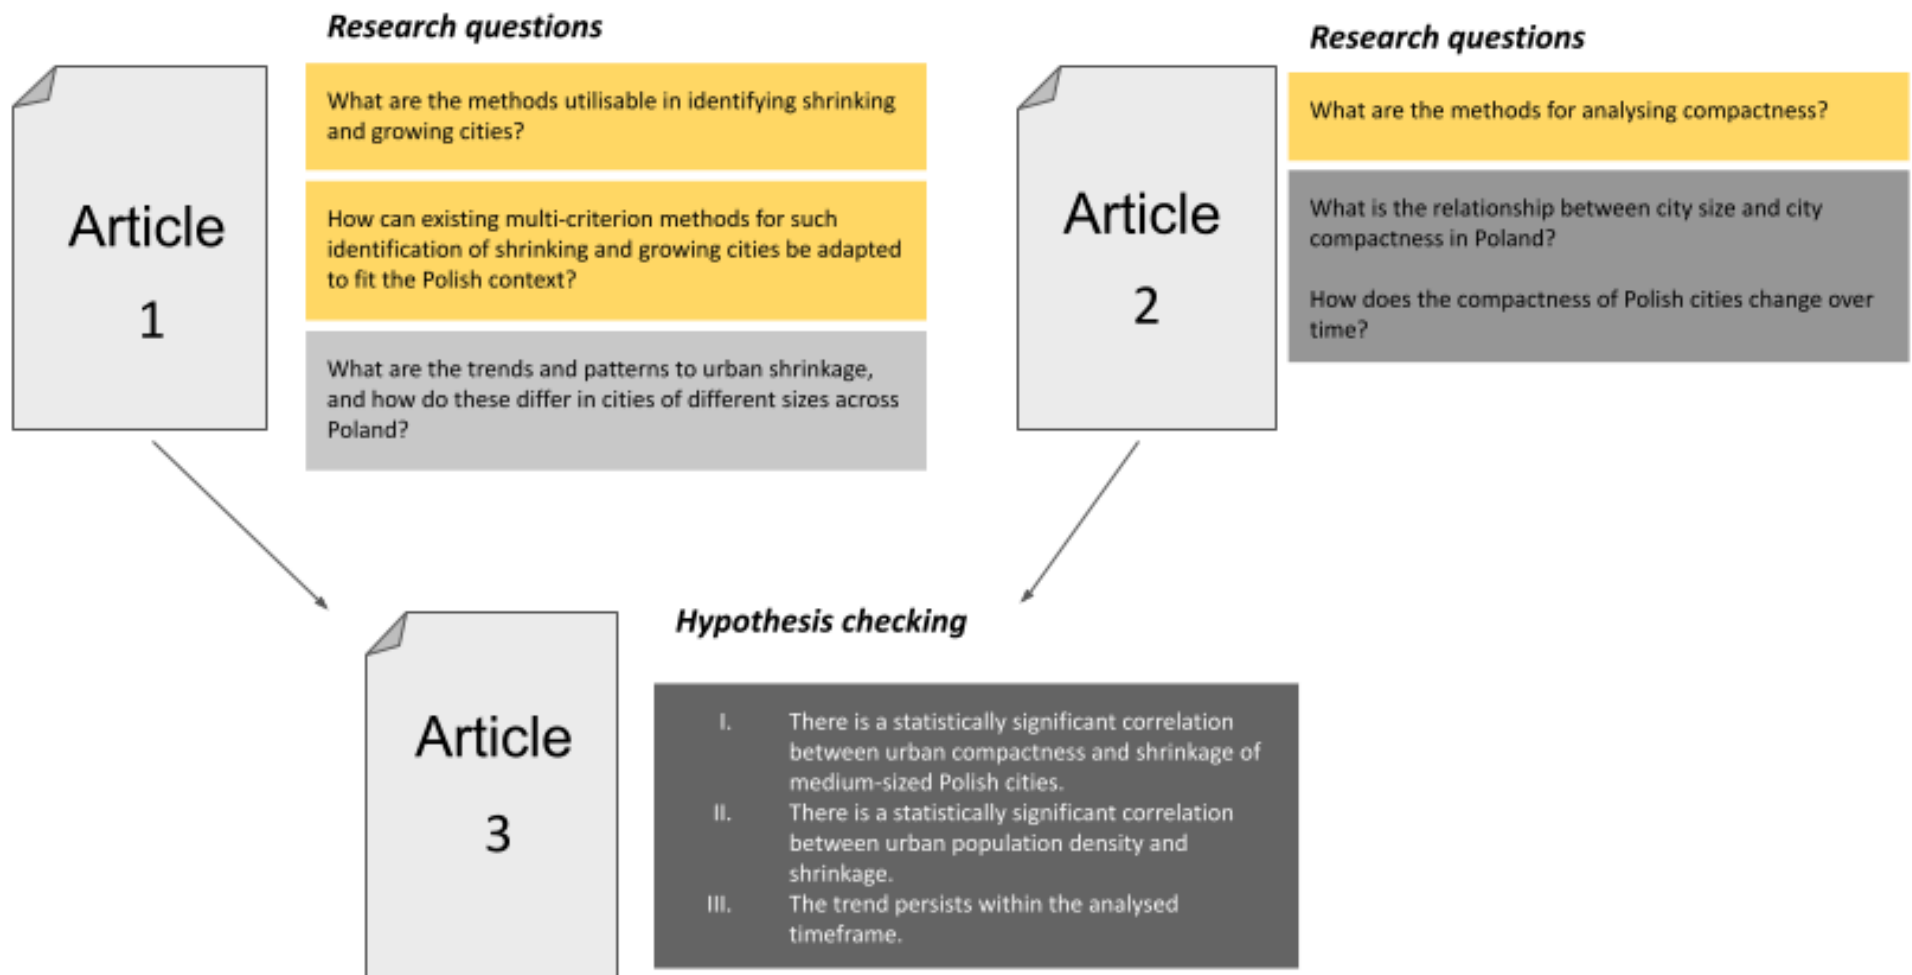 Research questions
Article
1
What are the methods utilisable in identifying shrinking
and growing cities?
How can existing multi-criterion methods for such
identification of shrinking and growing cities be adapted
to fit the Polish context?
What are the trends and patterns to urban shrinkage,
and how do these differ in cities of different sizes across
Poland?
Research questions
Article
2
What are the methods for analysing compactness?
What is the relationship between city size and city
compactness in Poland?
How does the compactness of Polish cities change over
time?
Article
3
Hypothesis checking
I. There is a statistically significant correlation
between urban compactness and shrinkage of
medium-sized Polish cities.
II. There is a statistically significant correlation
between urban population density and
shrinkage.
III. The trend persists within the analysed
timeframe.